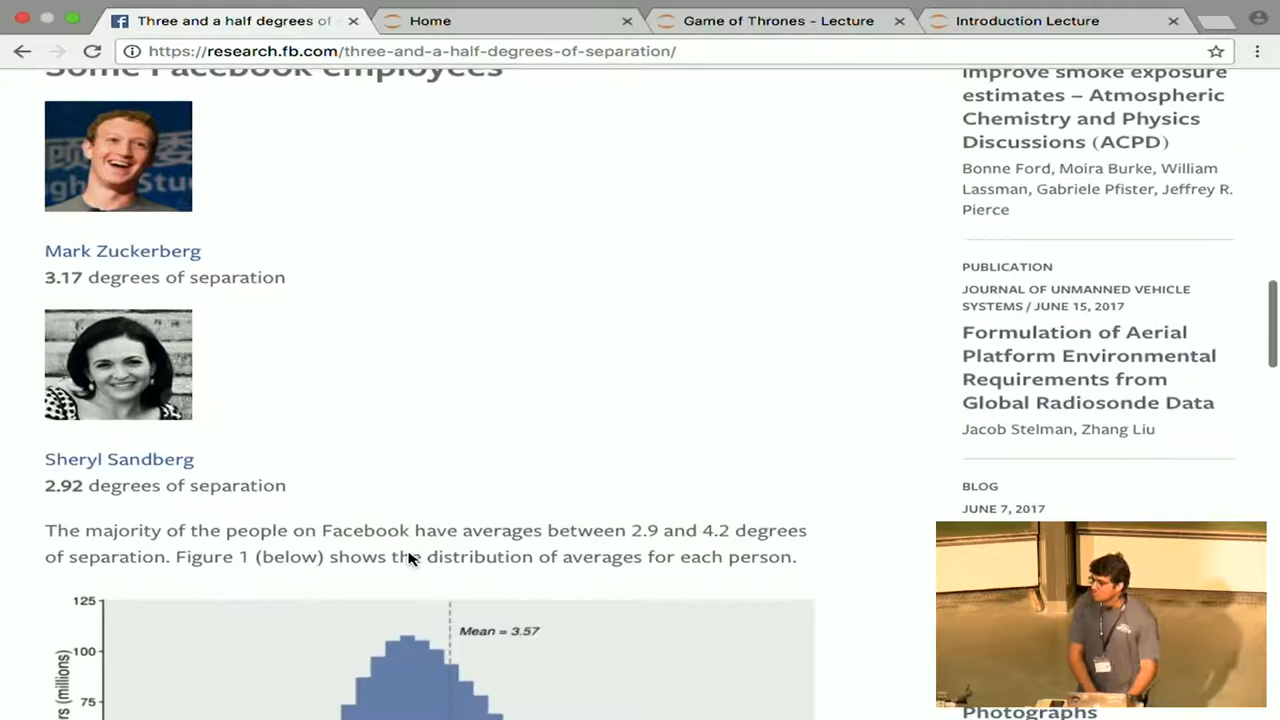 Three and a half degrees of
Home
Game of Thrones - Lecture
Introduction Lecture
https://research.fb.com/three-and-a-half-degrees-of-separation/
Some Facebook employees
Mark Zuckerberg
3.17 degrees of separation
Sheryl Sandberg
2.92 degrees of separation
The majority of the people on Facebook have averages between 2.9 and 4.2 degrees
of separation. Figure 1 (below) shows the distribution of averages for each person.
125
Mean = 3.57
100
75
(millions)
improve smoke exposure
estimates – Atmospheric
Chemistry and Physics
Discussions (ACPD)
Bonne Ford, Moira Burke, William
Lassman, Gabriele Pfister, Jeffrey R.
Pierce
PUBLICATION
JOURNAL OF UNMANNED VEHICLE
SYSTEMS / JUNE 15, 2017
Formulation of Aerial
Platform Environmental
Requirements from
Global Radiosonde Data
Jacob Stelman, Zhang Liu
BLOG
JUNE 7, 2017
Photographs